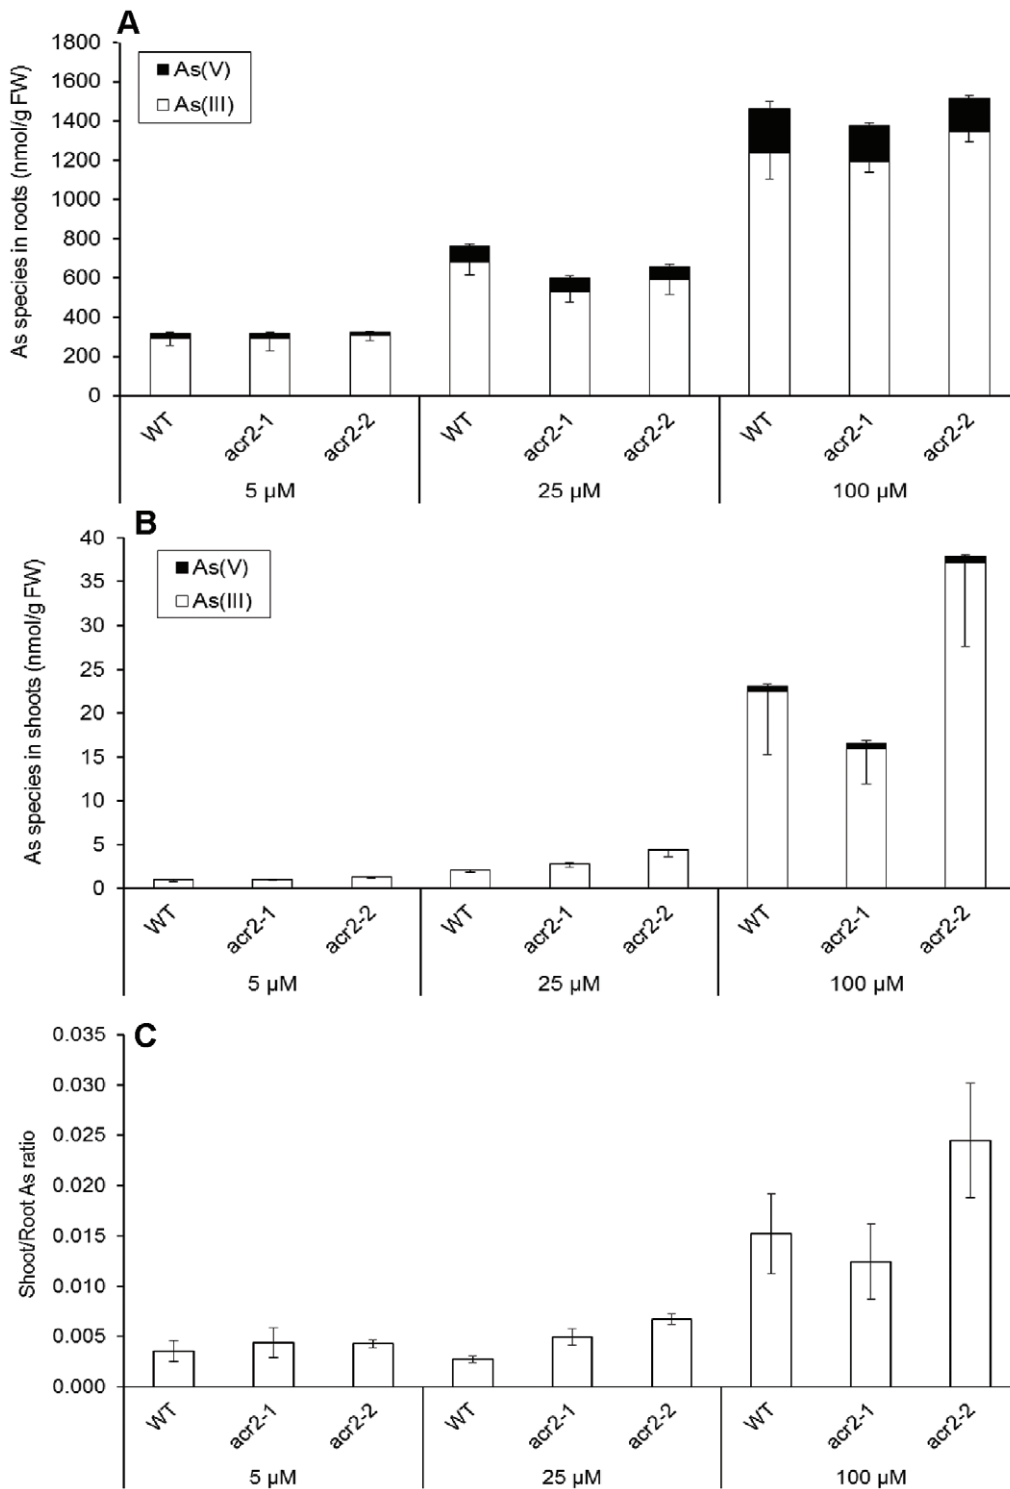 A
As species in roots (nmol/g FW)
1800
1600
1400
1200
1000
800
600
400
200
0
As(V)
As(III)
WT
acr2-1
acr2-2
WT
acr2-1
acr2-2
WT
acr2-1
acr2-2
5 µM
25 µM
100 µM
B
As species in shoots (nmol/g FW)
40
35
30
25
20
15
10
5
0
As(V)
As(III)
WT
acr2-1
acr2-2
WT
acr2-1
acr2-2
WT
acr2-1
acr2-2
5 µM
25 µM
100 µM
C
Shoot/Root As ratio
0.035
0.030
0.025
0.020
0.015
0.010
0.005
0.000
WT
acr2-1
acr2-2
WT
acr2-1
acr2-2
WT
acr2-1
acr2-2
5 µM
25 µM
100 µM